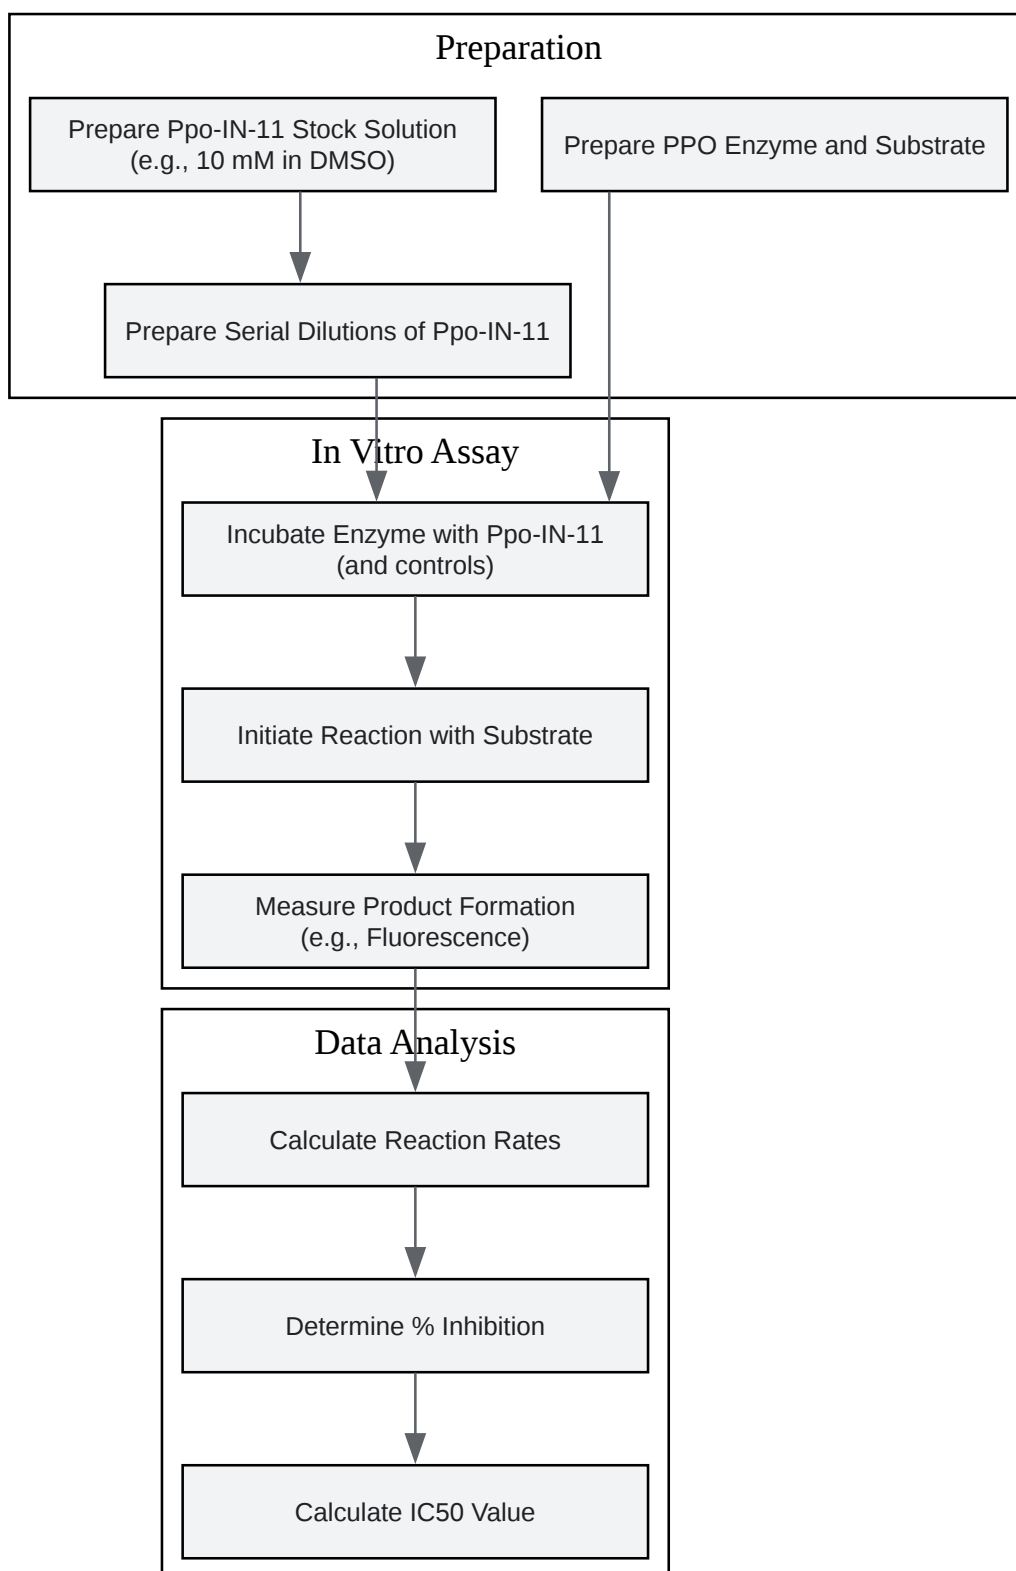 Preparation
Prepare Ppo-IN-11 Stock Solution
(e.g., 10 mM in DMSO)
Prepare PPO Enzyme and Substrate
Prepare Serial Dilutions of Ppo-IN-11
In Vitro Assay
Incubate Enzyme with Ppo-IN-11
(and controls)
Initiate Reaction with Substrate
Measure Product Formation
(e.g., Fluorescence)
Data Analysis
Calculate Reaction Rates
Determine % Inhibition
Calculate IC50 Value